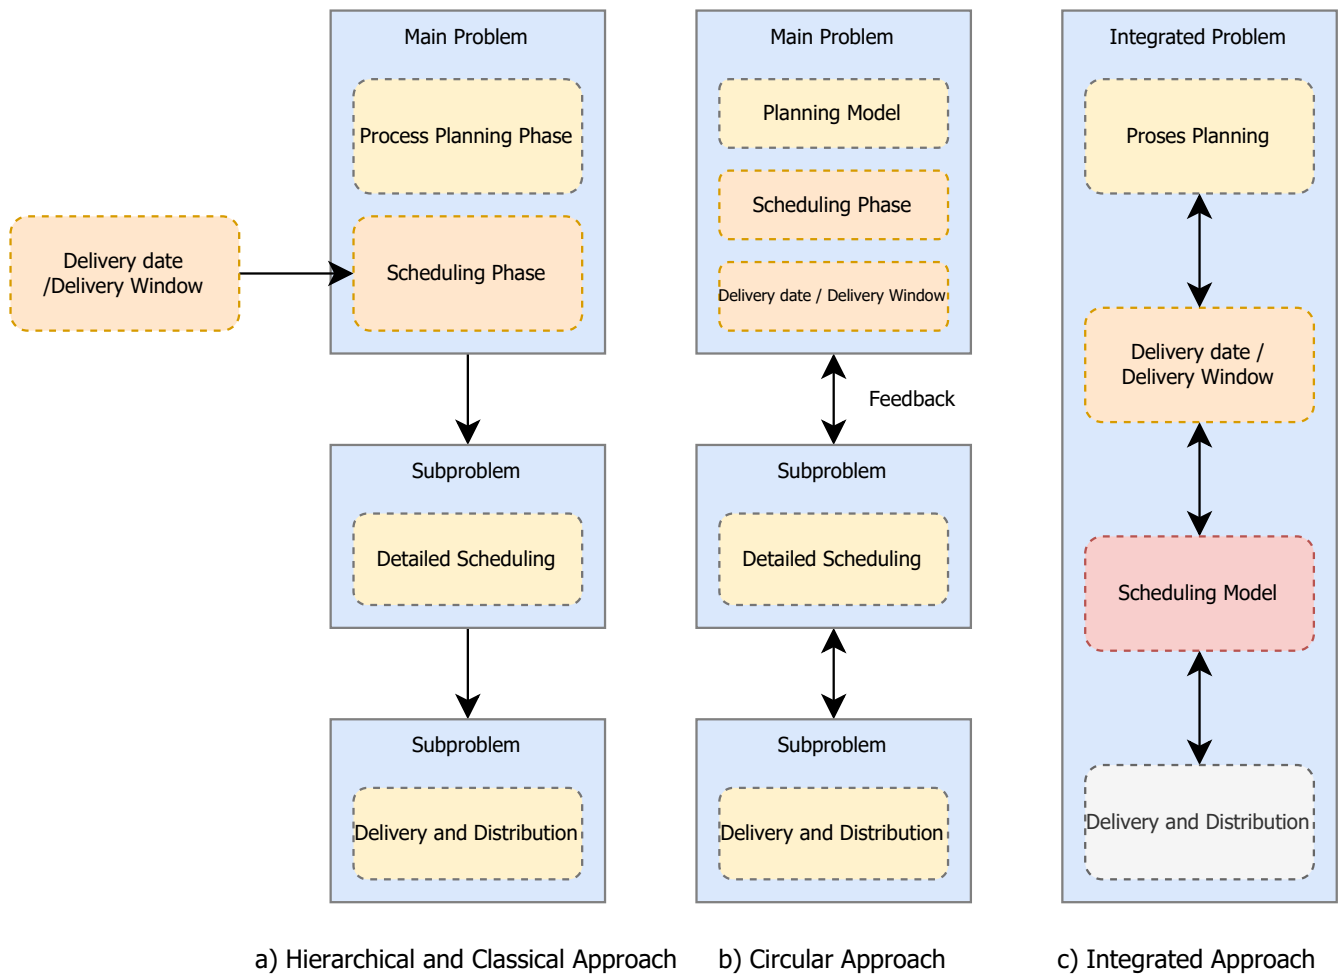 Main Problem
Process Planning Phase
Delivery date
/Delivery Window
Scheduling Phase
Subproblem
Detailed Scheduling
Subproblem
Delivery and Distribution
a) Hierarchical and Classical Approach
Main Problem
Planning Model
Scheduling Phase
Delivery date / Delivery Window
Feedback
Subproblem
Detailed Scheduling
Subproblem
Delivery and Distribution
b) Circular Approach
Integrated Problem
Proses Planning
Delivery date /
Delivery Window
Scheduling Model
Delivery and Distribution
c) Integrated Approach